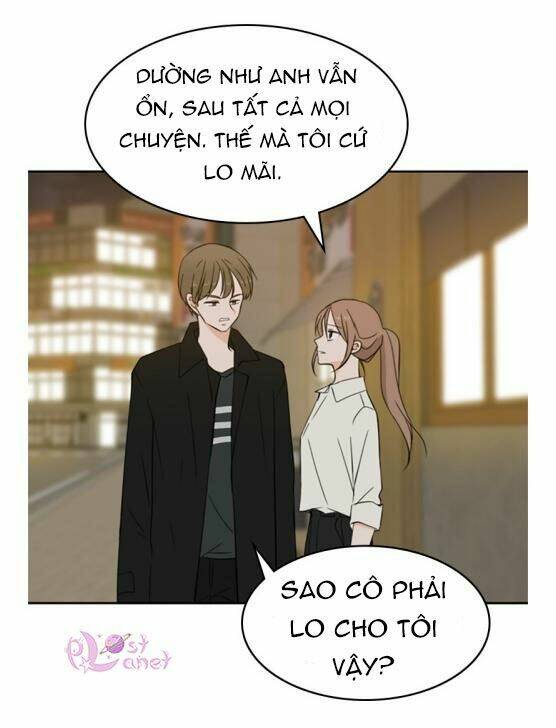 DƯỜNG NHƯ ANH VẪN
ỔN, SAU TẤT CẢ MỌI
CHUYỆN. THẾ MÀ TÔI CỨ
LO MÃI.
SAO CÔ PHẢI
LO CHO TÔI
VẬY?
Lost
Planet